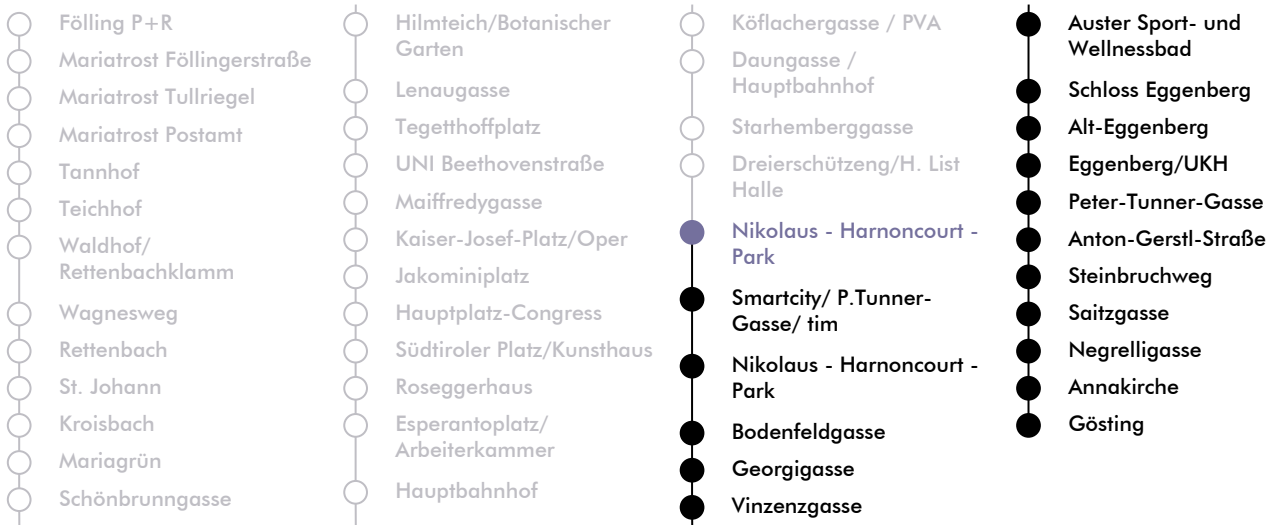 Fölling P+R
Mariatrost Föllingerstraße
Mariatrost Tullriegel
Mariatrost Postamt
Tannhof
Teichhof
Waldhof/
Rettenbachklamm
Wagnesweg
Rettenbach
St. Johann
Kroisbach
Mariagrün
Schönbrunngasse
Hilmteich/Botanischer
Garten
Lenaugasse
Tegetthoffplatz
UNI Beethovenstraße
Maiffredygasse
Kaiser-Josef-Platz/Oper
Jakominiplatz
Hauptplatz-Congress
Südtiroler Platz/Kunsthaus
Roseggerhaus
Esperantoplatz/
Arbeiterkammer
Hauptbahnhof
Köflachergasse / PVA
Daungasse /
Hauptbahnhof
Starhemberggasse
Dreierschützeng/H. List
Halle
Nikolaus - Harnoncourt -
Park
Smartcity/ P.Tunner-
Gasse/ tim
Nikolaus - Harnoncourt -
Park
Bodenfeldgasse
Georgigasse
Vinzenzgasse
Auster Sport- und
Wellnessbad
Schloss Eggenberg
Alt-Eggenberg
Eggenberg/UKH
Peter-Tunner-Gasse
Anton-Gerstl-Straße
Steinbruchweg
Saitzgasse
Negrelligasse
Annakirche
Gösting